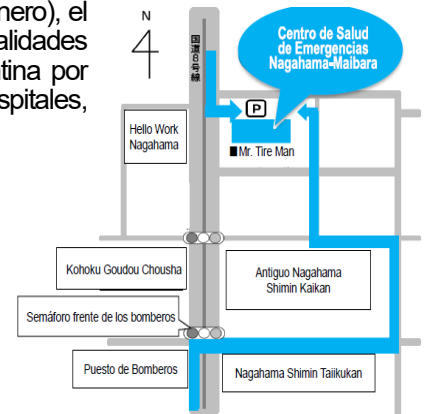 nero), el
alidades
ntina por
spitales,
N
国道8号線
Centro de Salud
de Emergencias
Nagahama-Maibara
P
Hello Work
Nagahama
■Mr. Tire Man
Kohoku Goudou Chousha
Antiguo Nagahama
Shimin Kaikan
Semáforo frente de los bomberos
Puesto de Bomberos
Nagahama Shimin Taiikukan